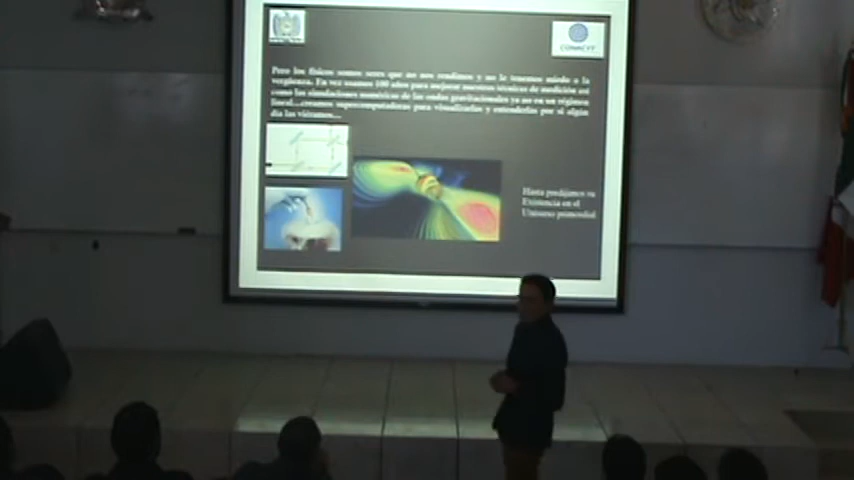 CONACYT
Pero los físicos somos seres que no nos rendimos y no le tenemos miedo a la
vergüenza. En vez usamos 100 años para mejorar nuestras técnicas de medición así
como las simulaciones numéricas de las ondas gravitacionales ya no en un régimen
lineal....creamos supercomputadoras para visualizarlas y entenderlas por si algún
día las viéramos...
Hasta predijimos su
Existencia en el
Universo primordial